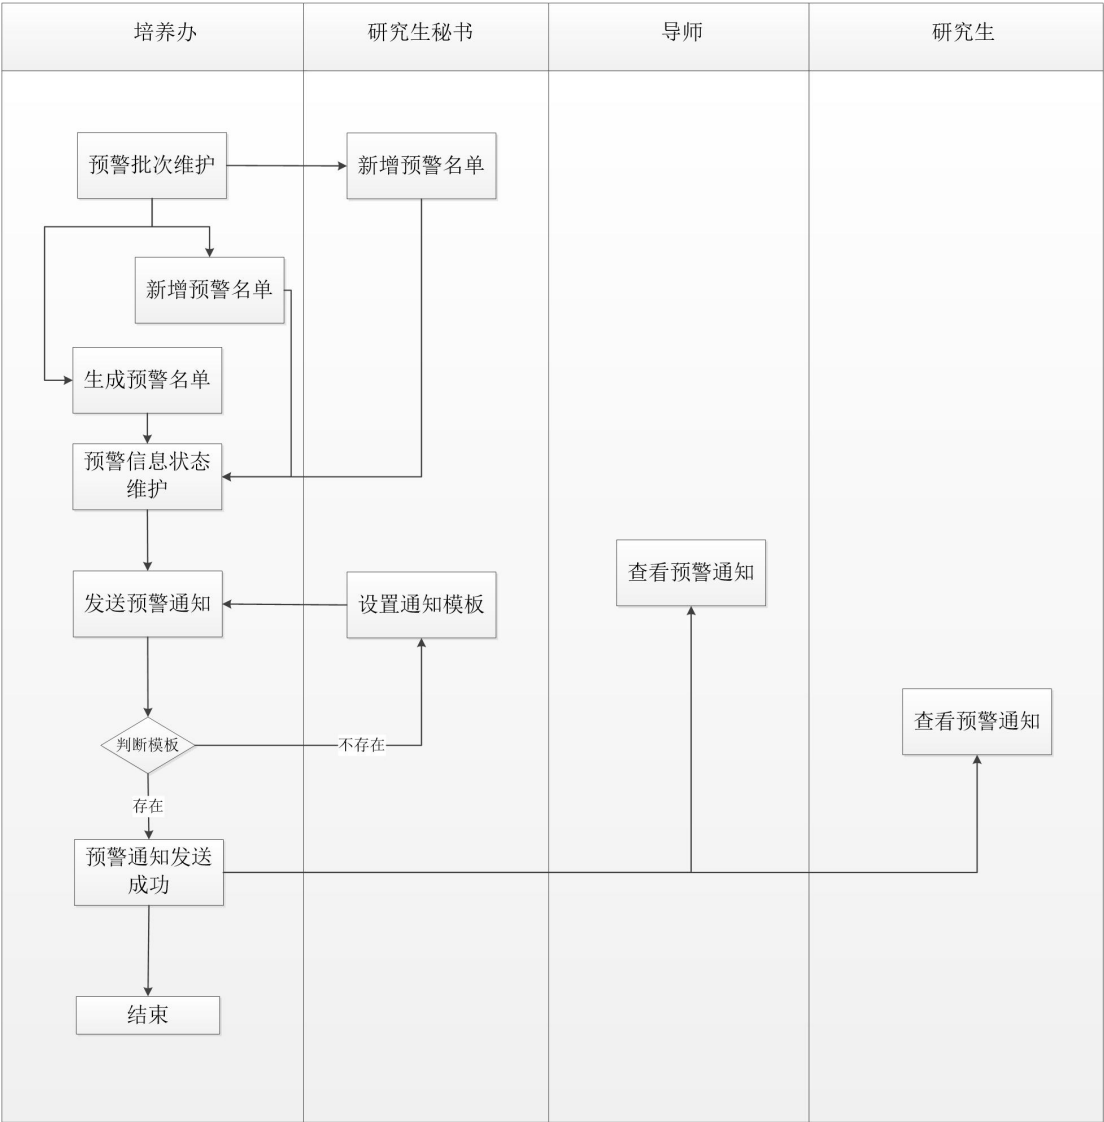 培养办
研究生秘书
导师
研究生
预警批次维护
新增预警名单
新增预警名单
生成预警名单
预警信息状态
维护
发送预警通知
设置通知模板
查看预警通知
查看预警通知
判断模板
不存在
存在
预警通知发送
成功
结束